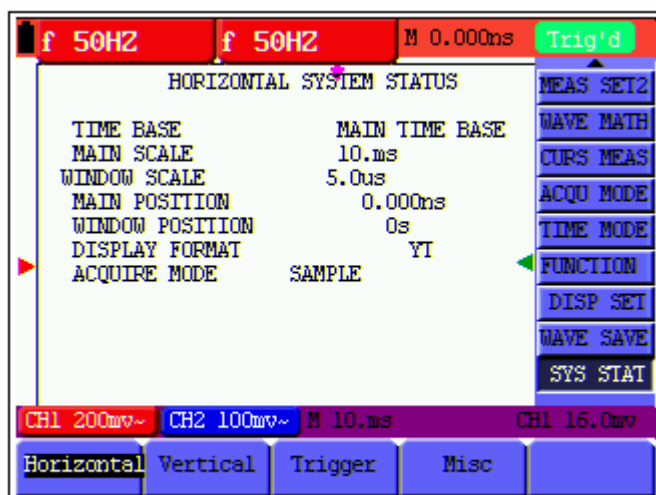 f 50HZ f 50HZ M 0.000ns Trig'd
HORIZONTAL SYSTEM STATUS
TIME BASE MAIN TIME BASE
MAIN SCALE 10.ms
WINDOW SCALE 5.0us
MAIN POSITION 0.000ns
WINDOW POSITION 0s
DISPLAY FORMAT YT
ACQUIRE MODE SAMPLE
MEAS SET2
WAVE MATH
CURS MEAS
ACQU MODE
TIME MODE
FUNCTION
DISP SET
WAVE SAVE
SYS STAT
CH1 200mv~ CH2 100mv~ M 10.ms CH1 16.0mv
Horizontal Vertical Trigger Misc